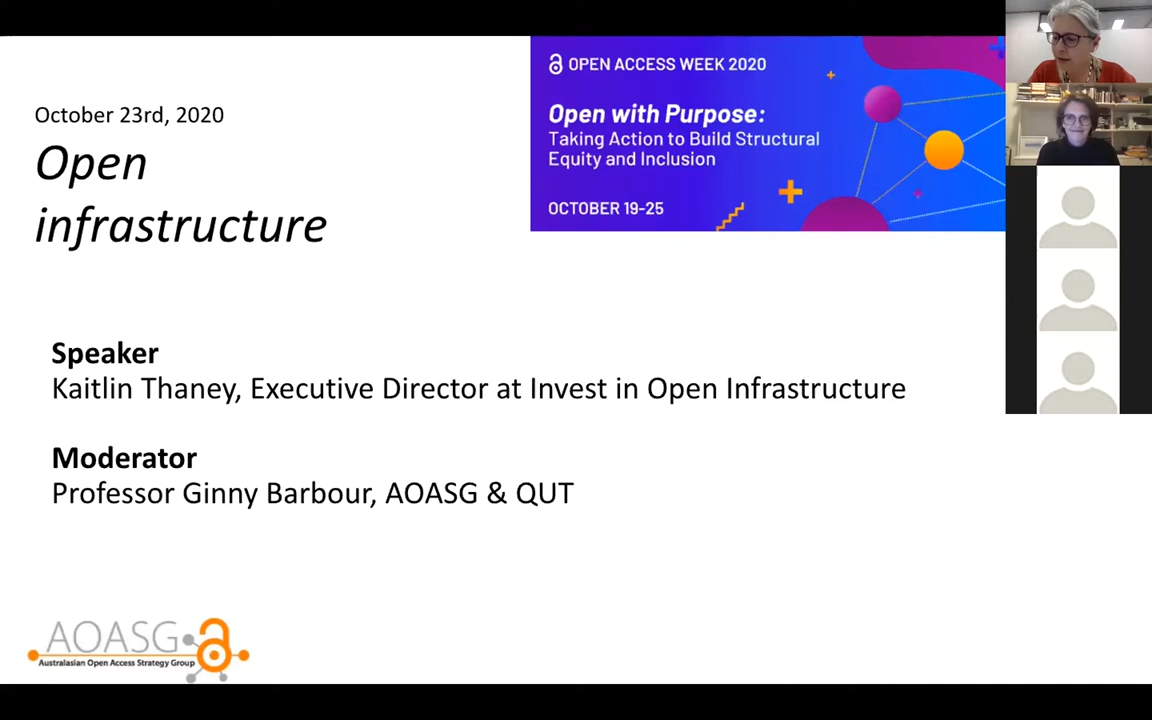 October 23rd, 2020
Open
infrastructure
OPEN ACCESS WEEK 2020
Open with Purpose:
Taking Action to Build Structural
Equity and Inclusion
OCTOBER 19-25
Speaker
Kaitlin Thaney, Executive Director at Invest in Open Infrastructure
Moderator
Professor Ginny Barbour, AOASG & QUT
AOASG
Australasian Open Access Strategy Group